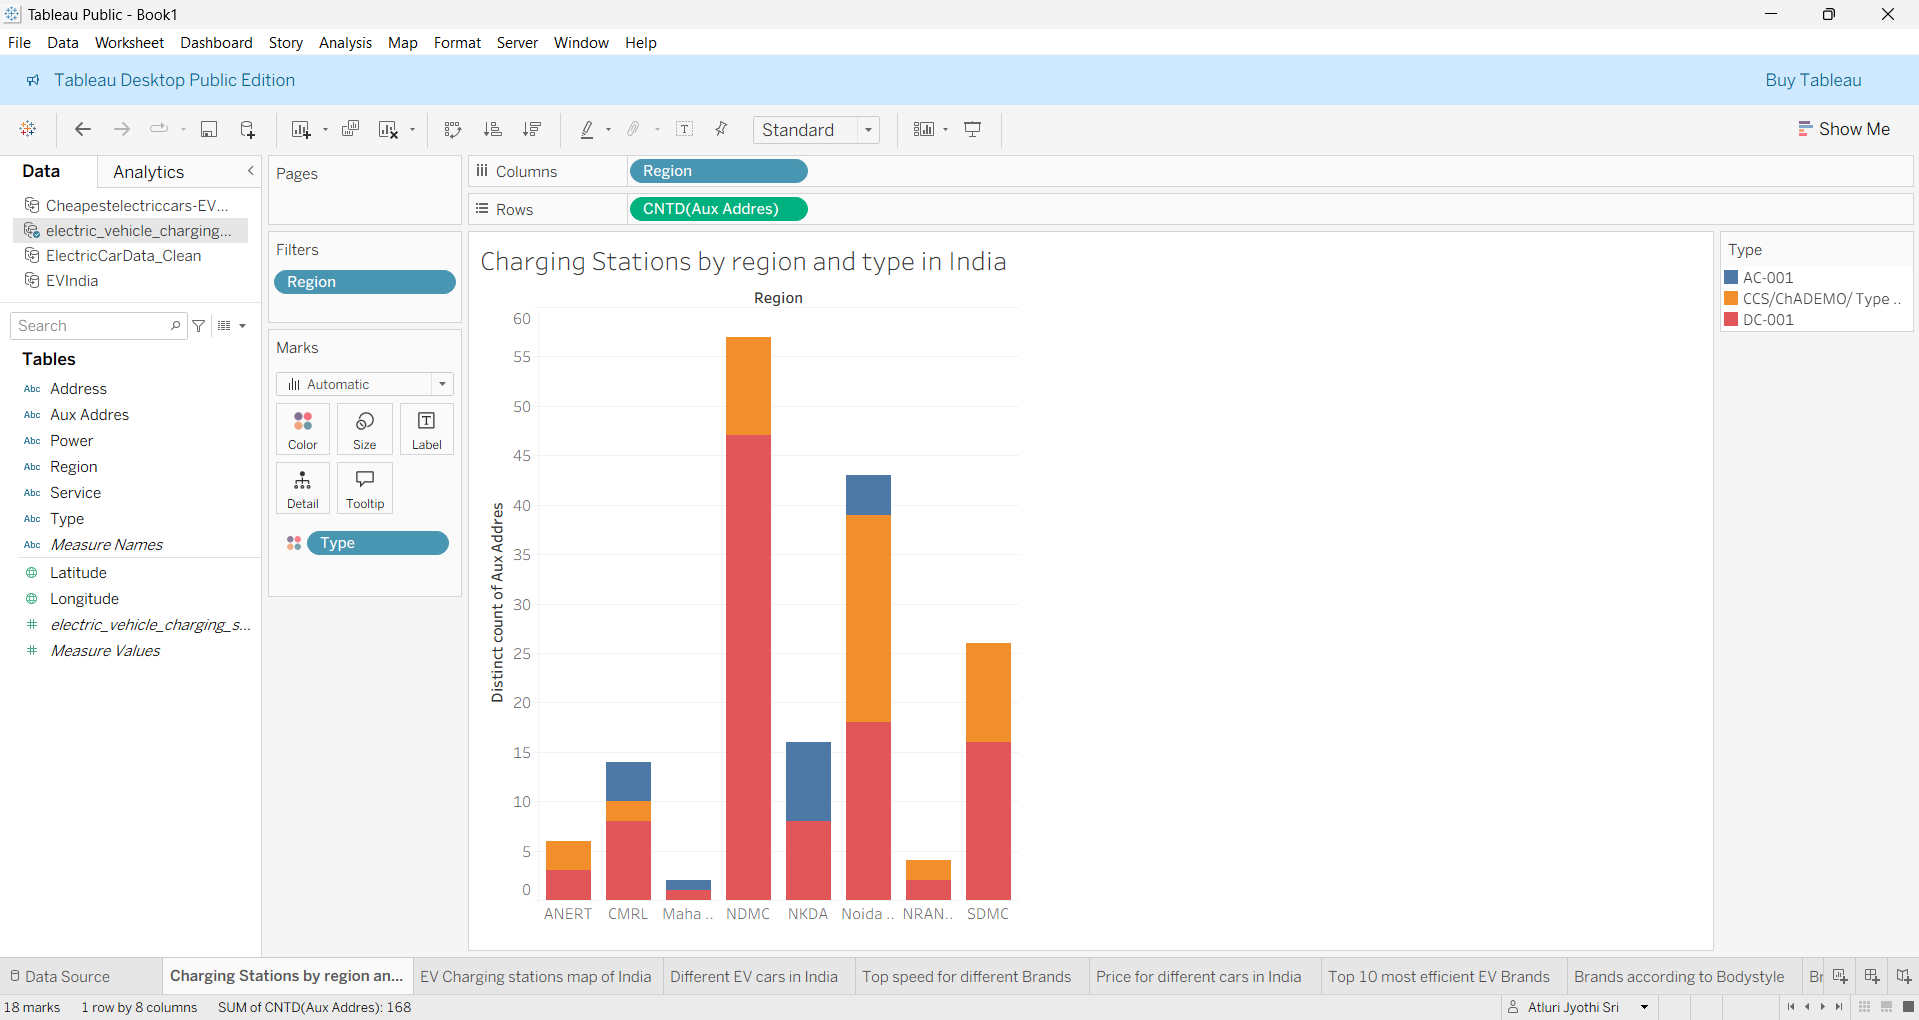 Tableau Public - Book1
File Data Worksheet Dashboard Story Analysis Map Format Server Window Help
Tableau Desktop Public Edition
Buy Tableau
Standard
Show Me
Data
Analytics
Cheapestelectriccars-EV...
electric_vehicle_charging...
ElectricCarData_Clean
EVIndia
Search
Tables
Abc Address
Abc Aux Addres
Abc Power
Abc Region
Abc Service
Abc Type
Abc Measure Names
Latitude
Longitude
# electric_vehicle_charging_s...
# Measure Values
Pages
Filters
Region
Marks
Automatic
Color
Size
Label
Detail
Tooltip
Type
Columns
Region
Rows
CNTD(Aux Addres)
Charging Stations by region and type in India
Region
60
55
50
45
40
35
30
25
20
15
10
5
0
Distinct count of Aux Addres
ANERT CMRL Maha .. NDMC NKDA Noida .. NRAN.. SDMC
Type
AC-001
CCS/ChADEMO/ Type ..
DC-001
Data Source
Charging Stations by region an...
EV Charging stations map of India
Different EV cars in India
Top speed for different Brands
Price for different cars in India
Top 10 most efficient EV Brands
Brands according to Bodystyle
Br
18 marks
1 row by 8 columns
SUM of CNTD(Aux Addres): 168
Atluri Jyothi Sri